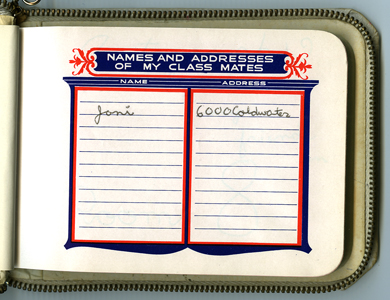 NAMES AND ADDRESSES
OF MY CLASS MATES
NAME ADDRESS
Joni 6000 Coldwater